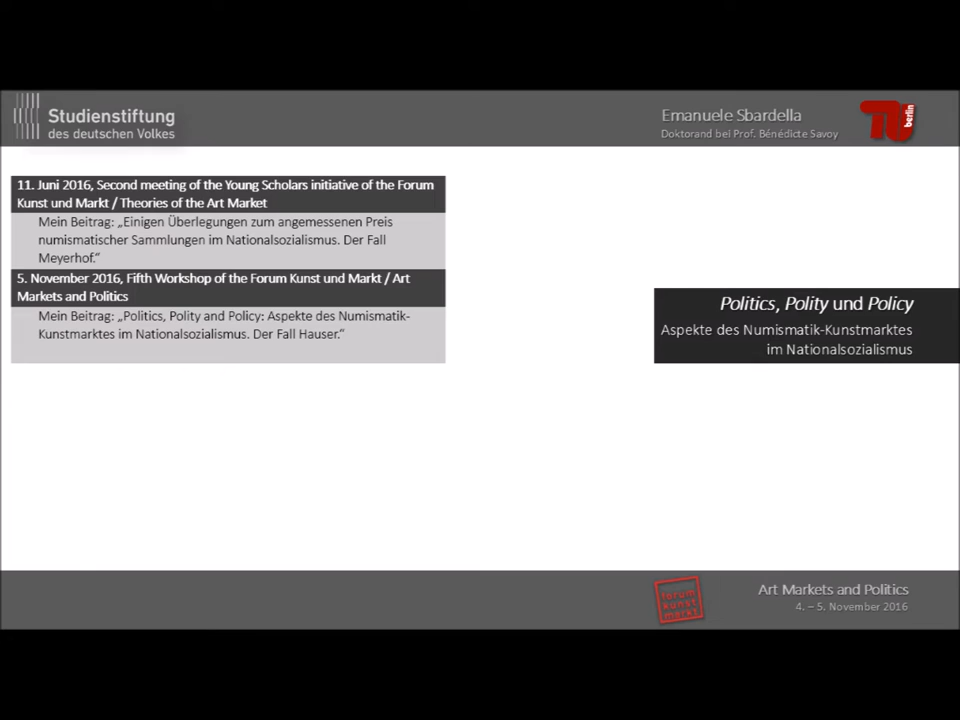 Studienstiftung
des deutschen Volkes
Emanuele Sbardella
Doktorand bei Prof. Bénédicte Savoy
TU
berlin
11. Juni 2016, Second meeting of the Young Scholars initiative of the Forum
Kunst und Markt / Theories of the Art Market
Mein Beitrag: „Einigen Überlegungen zum angemessenen Preis
numismatischer Sammlungen im Nationalsozialismus. Der Fall
Meyerhof.“
5. November 2016, Fifth Workshop of the Forum Kunst und Markt / Art
Markets and Politics
Mein Beitrag: „Politics, Polity and Policy: Aspekte des Numismatik-
Kunstmarktes im Nationalsozialismus. Der Fall Hauser.“
Politics, Polity und Policy
Aspekte des Numismatik-Kunstmarktes
im Nationalsozialismus
forum
kunst
markt
Art Markets and Politics
4. – 5. November 2016